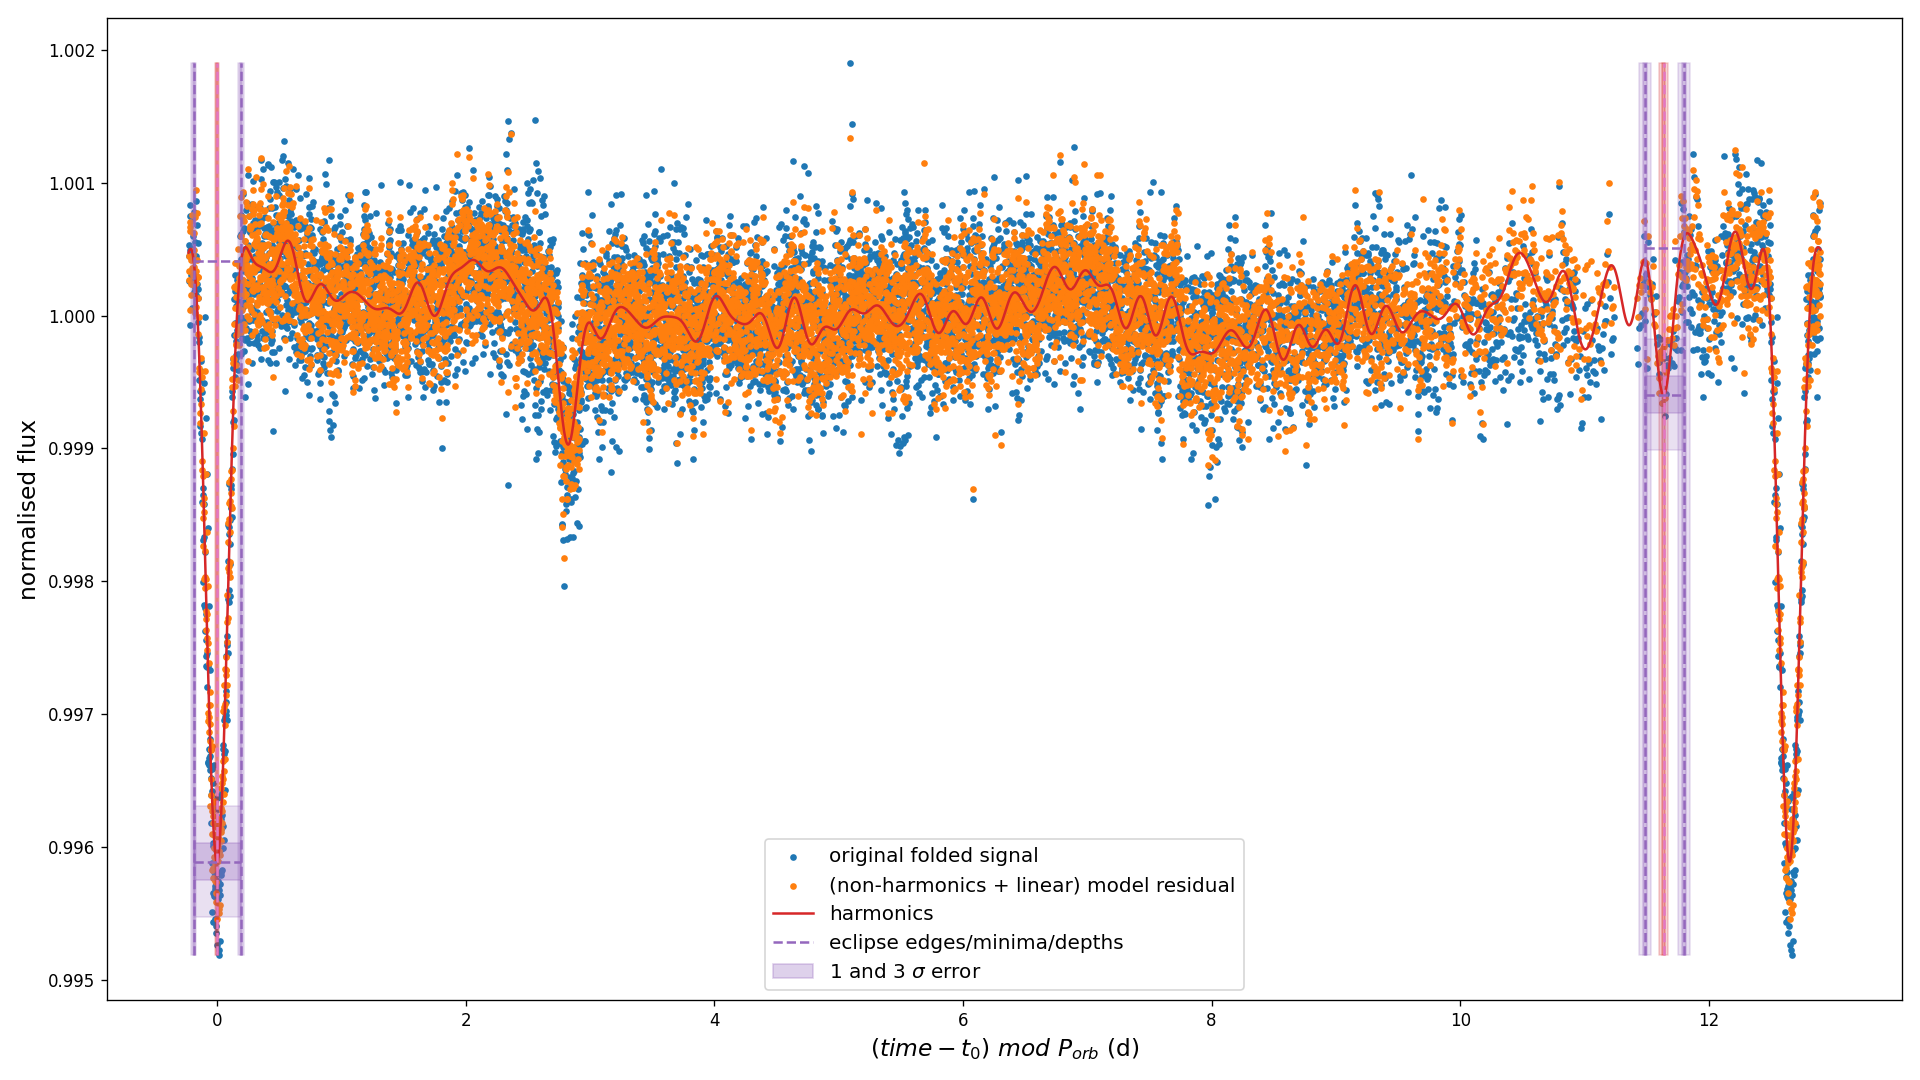 1.002
1.001
1.000
0.999
0.998
0.997
0.996
0.995
normalised flux
original folded signal
(non-harmonics + linear) model residual
harmonics
eclipse edges/minima/depths
1 and 3 σ error
0 2 4 6 8 10 12
(time − t₀) mod Pₒᵣb (d)